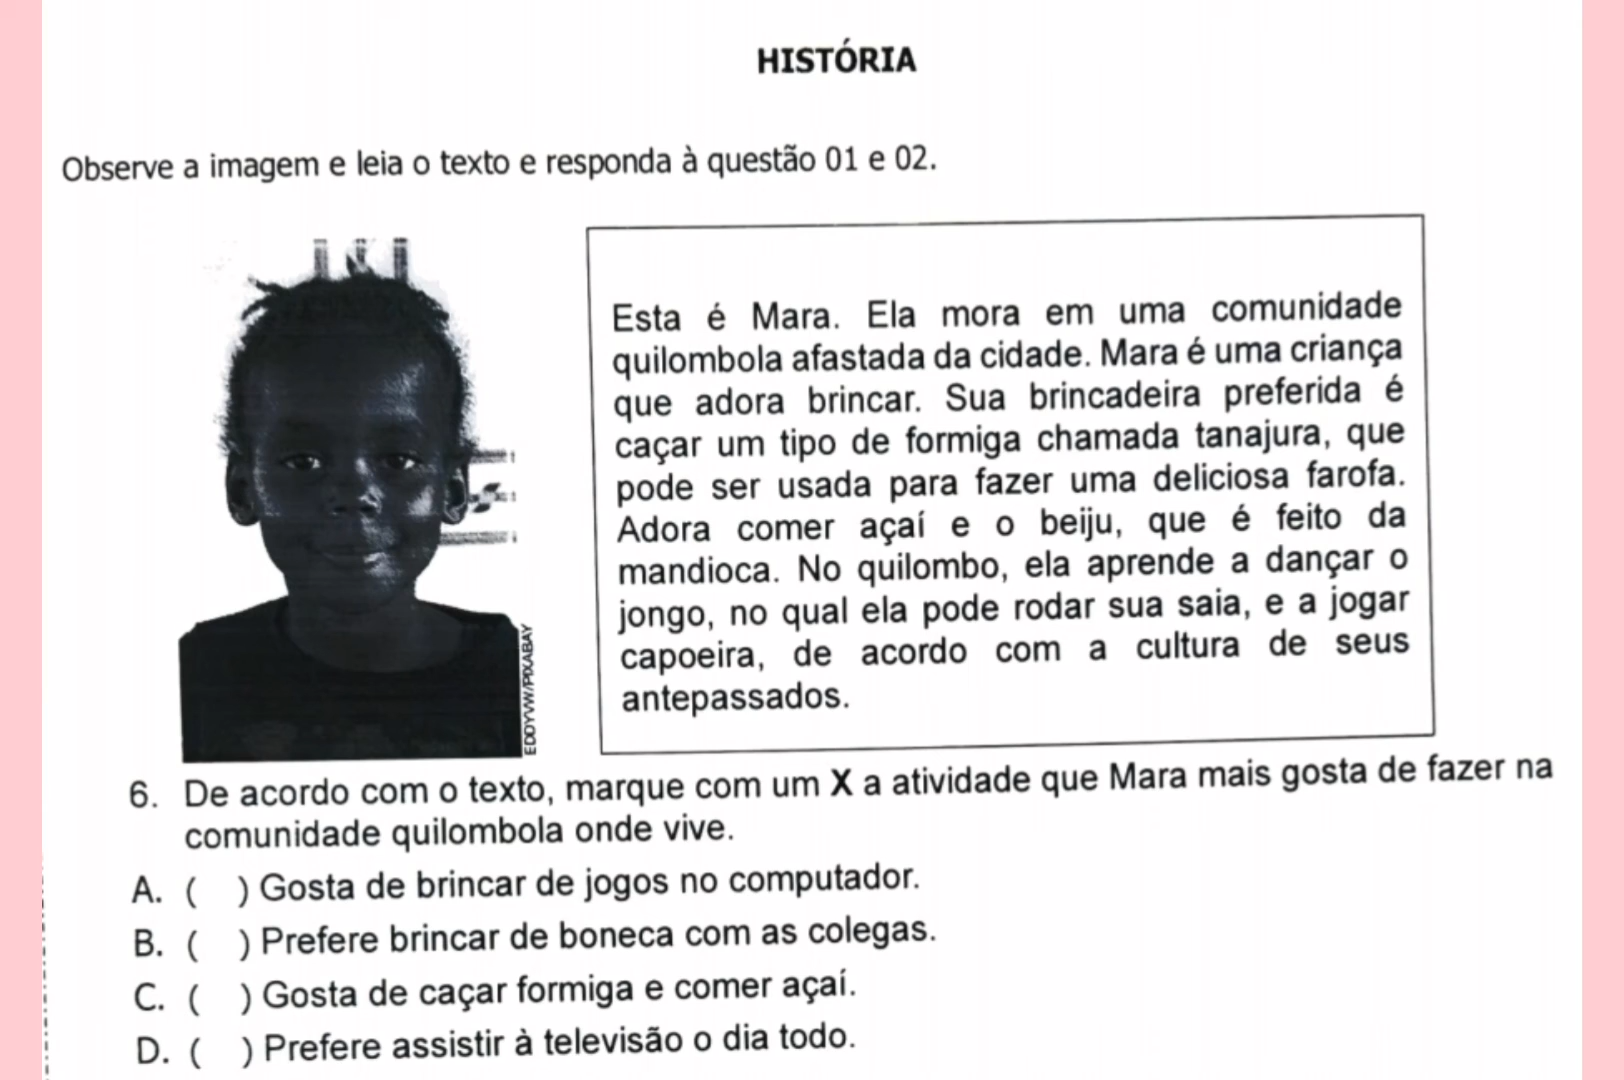 HISTÓRIA
Observe a imagem e leia o texto e responda à questão 01 e 02.
Esta é Mara. Ela mora em uma comunidade
quilombola afastada da cidade. Mara é uma criança
que adora brincar. Sua brincadeira preferida é
caçar um tipo de formiga chamada tanajura, que
pode ser usada para fazer uma deliciosa farofa.
Adora comer açaí e o beiju, que é feito da
mandioca. No quilombo, ela aprende a dançar o
jongo, no qual ela pode rodar sua saia, e a jogar
capoeira, de acordo com a cultura de seus
antepassados.
EDDYVW/PIXABAY
6. De acordo com o texto, marque com um X a atividade que Mara mais gosta de fazer na
comunidade quilombola onde vive.
A. (   ) Gosta de brincar de jogos no computador.
B. (   ) Prefere brincar de boneca com as colegas.
C. (   ) Gosta de caçar formiga e comer açaí.
D. (   ) Prefere assistir à televisão o dia todo.